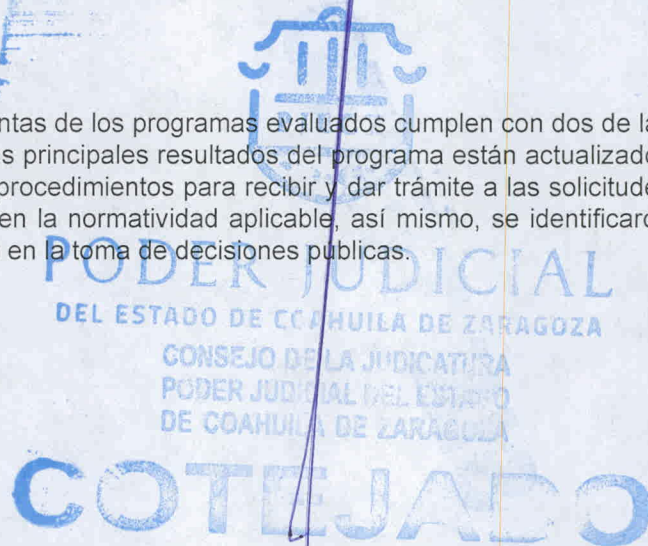 ntas de los programas evaluados cumplen con dos de la
s principales resultados del programa están actualizado
procedimientos para recibir y dar trámite a las solicitude
en la normatividad aplicable, así mismo, se identificaro
en la toma de decisiones públicas.
PODER JUDICIAL
DEL ESTADO DE COAHUILA DE ZARAGOZA
CONSEJO DE LA JUDICATURA
PODER JUDICIAL DEL ESTADO
DE COAHUILA DE ZARAGOZA
COTEJADO